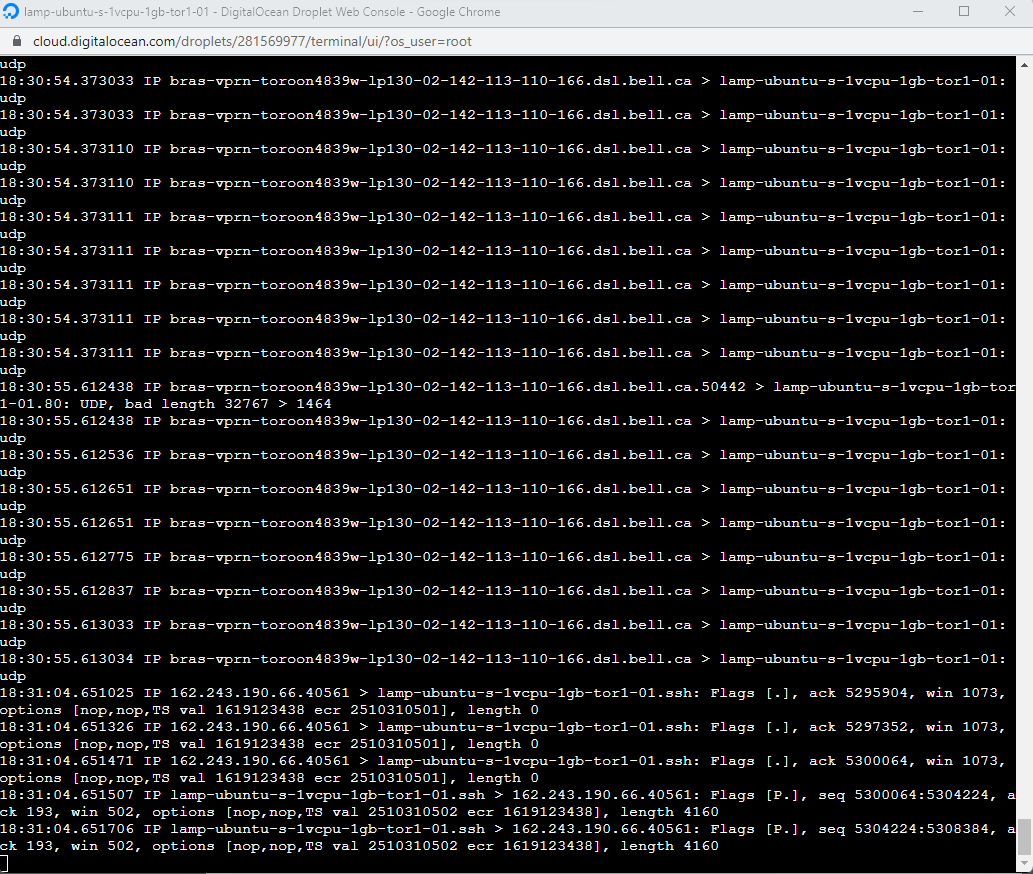 lamp-ubuntu-s-1vcpu-1gb-tor1-01 - DigitalOcean Droplet Web Console - Google Chrome
cloud.digitalocean.com/droplets/281569977/terminal/ui/?os_user=root
udp
18:30:54.373033 IP bras-vprn-toroon4839w-lp130-02-142-113-110-166.dsl.bell.ca > lamp-ubuntu-s-1vcpu-1gb-tor1-01:
udp
18:30:54.373033 IP bras-vprn-toroon4839w-lp130-02-142-113-110-166.dsl.bell.ca > lamp-ubuntu-s-1vcpu-1gb-tor1-01:
udp
18:30:54.373110 IP bras-vprn-toroon4839w-lp130-02-142-113-110-166.dsl.bell.ca > lamp-ubuntu-s-1vcpu-1gb-tor1-01:
udp
18:30:54.373110 IP bras-vprn-toroon4839w-lp130-02-142-113-110-166.dsl.bell.ca > lamp-ubuntu-s-1vcpu-1gb-tor1-01:
udp
18:30:54.373111 IP bras-vprn-toroon4839w-lp130-02-142-113-110-166.dsl.bell.ca > lamp-ubuntu-s-1vcpu-1gb-tor1-01:
udp
18:30:54.373111 IP bras-vprn-toroon4839w-lp130-02-142-113-110-166.dsl.bell.ca > lamp-ubuntu-s-1vcpu-1gb-tor1-01:
udp
18:30:54.373111 IP bras-vprn-toroon4839w-lp130-02-142-113-110-166.dsl.bell.ca > lamp-ubuntu-s-1vcpu-1gb-tor1-01:
udp
18:30:54.373111 IP bras-vprn-toroon4839w-lp130-02-142-113-110-166.dsl.bell.ca > lamp-ubuntu-s-1vcpu-1gb-tor1-01:
udp
18:30:54.373111 IP bras-vprn-toroon4839w-lp130-02-142-113-110-166.dsl.bell.ca > lamp-ubuntu-s-1vcpu-1gb-tor1-01:
udp
18:30:55.612438 IP bras-vprn-toroon4839w-lp130-02-142-113-110-166.dsl.bell.ca.50442 > lamp-ubuntu-s-1vcpu-1gb-tor
1-01.80: UDP, bad length 32767 > 1464
18:30:55.612438 IP bras-vprn-toroon4839w-lp130-02-142-113-110-166.dsl.bell.ca > lamp-ubuntu-s-1vcpu-1gb-tor1-01:
udp
18:30:55.612536 IP bras-vprn-toroon4839w-lp130-02-142-113-110-166.dsl.bell.ca > lamp-ubuntu-s-1vcpu-1gb-tor1-01:
udp
18:30:55.612651 IP bras-vprn-toroon4839w-lp130-02-142-113-110-166.dsl.bell.ca > lamp-ubuntu-s-1vcpu-1gb-tor1-01:
udp
18:30:55.612651 IP bras-vprn-toroon4839w-lp130-02-142-113-110-166.dsl.bell.ca > lamp-ubuntu-s-1vcpu-1gb-tor1-01:
udp
18:30:55.612775 IP bras-vprn-toroon4839w-lp130-02-142-113-110-166.dsl.bell.ca > lamp-ubuntu-s-1vcpu-1gb-tor1-01:
udp
18:30:55.612837 IP bras-vprn-toroon4839w-lp130-02-142-113-110-166.dsl.bell.ca > lamp-ubuntu-s-1vcpu-1gb-tor1-01:
udp
18:30:55.613033 IP bras-vprn-toroon4839w-lp130-02-142-113-110-166.dsl.bell.ca > lamp-ubuntu-s-1vcpu-1gb-tor1-01:
udp
18:30:55.613034 IP bras-vprn-toroon4839w-lp130-02-142-113-110-166.dsl.bell.ca > lamp-ubuntu-s-1vcpu-1gb-tor1-01:
udp
18:31:04.651025 IP 162.243.190.66.40561 > lamp-ubuntu-s-1vcpu-1gb-tor1-01.ssh: Flags [.], ack 5295904, win 1073,
options [nop,nop,TS val 1619123438 ecr 2510310501], length 0
18:31:04.651326 IP 162.243.190.66.40561 > lamp-ubuntu-s-1vcpu-1gb-tor1-01.ssh: Flags [.], ack 5297352, win 1073,
options [nop,nop,TS val 1619123438 ecr 2510310501], length 0
18:31:04.651471 IP 162.243.190.66.40561 > lamp-ubuntu-s-1vcpu-1gb-tor1-01.ssh: Flags [.], ack 5300064, win 1073,
options [nop,nop,TS val 1619123438 ecr 2510310501], length 0
18:31:04.651507 IP lamp-ubuntu-s-1vcpu-1gb-tor1-01.ssh > 162.243.190.66.40561: Flags [P.], seq 5300064:5304224, a
ck 193, win 502, options [nop,nop,TS val 2510310502 ecr 1619123438], length 4160
18:31:04.651706 IP lamp-ubuntu-s-1vcpu-1gb-tor1-01.ssh > 162.243.190.66.40561: Flags [P.], seq 5304224:5308384, a
ck 193, win 502, options [nop,nop,TS val 2510310502 ecr 1619123438], length 4160